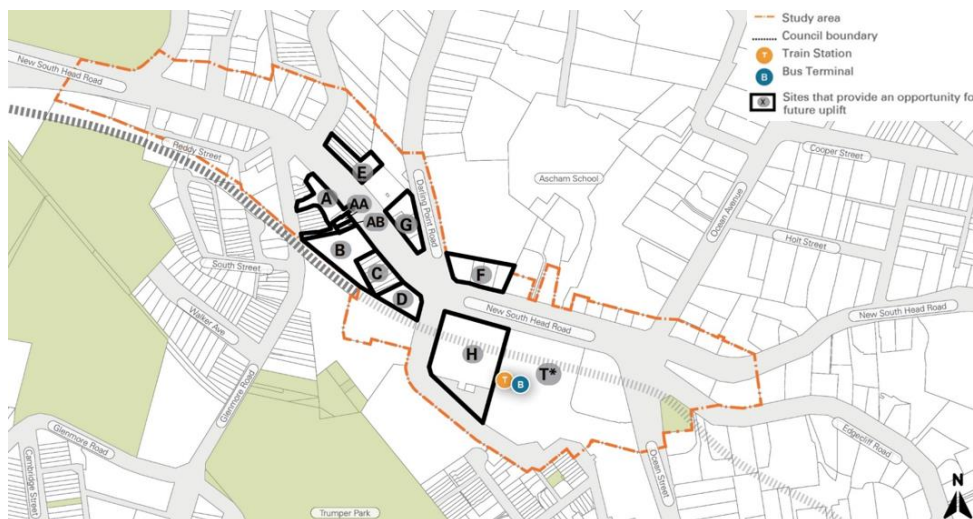 Study area
Council boundary
T Train Station
B Bus Terminal
X Sites that provide an opportunity fo
future uplift
New South Head Road
Reddy Street
South Street
Walker Ave
Glenmore Road
Glenmore Road
Cambridge Street
Trumper Park
Darling Point Road
Ascham School
Ocean Avenue
Cooper Street
Holt Street
New South Head Road
New South Head Road
Ocean Street
Edgecliff Road
E
A
AA
AB
G
B
C
D
F
H
T
B
T*
N